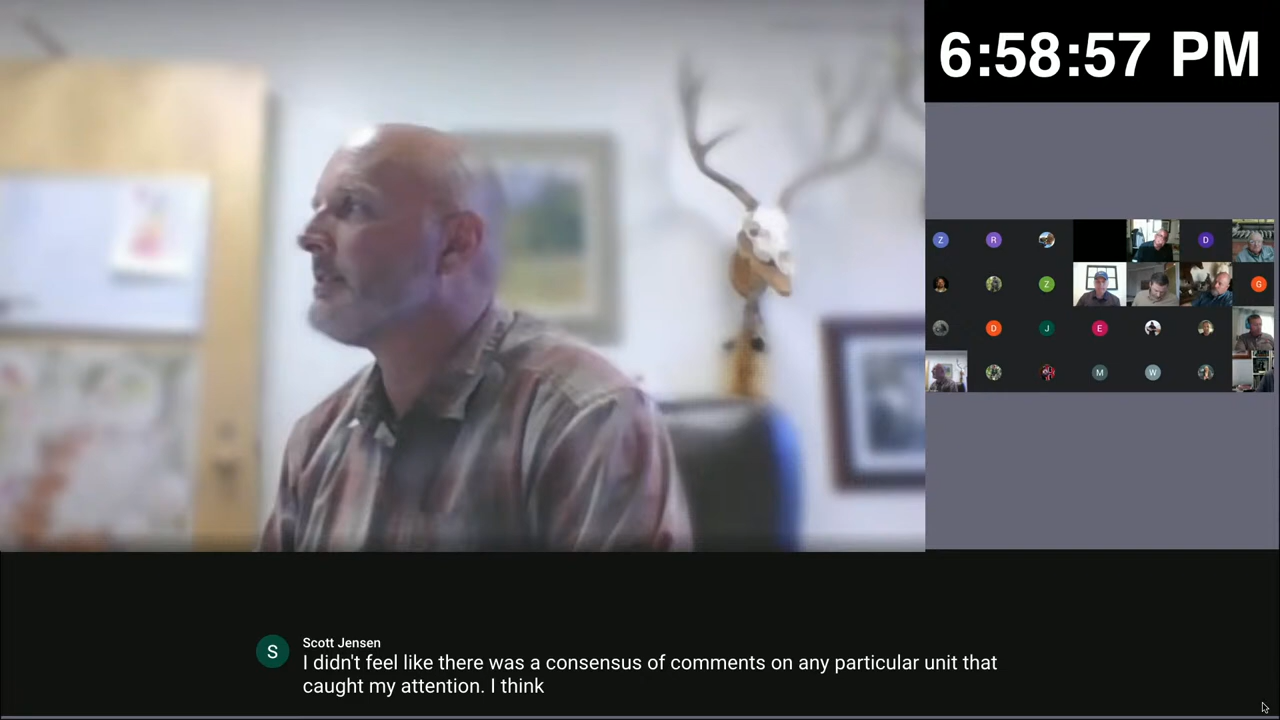 6:58:57 PM
Z R D
Z G
D J E
M W
S
Scott Jensen
I didn't feel like there was a consensus of comments on any particular unit that
caught my attention. I think